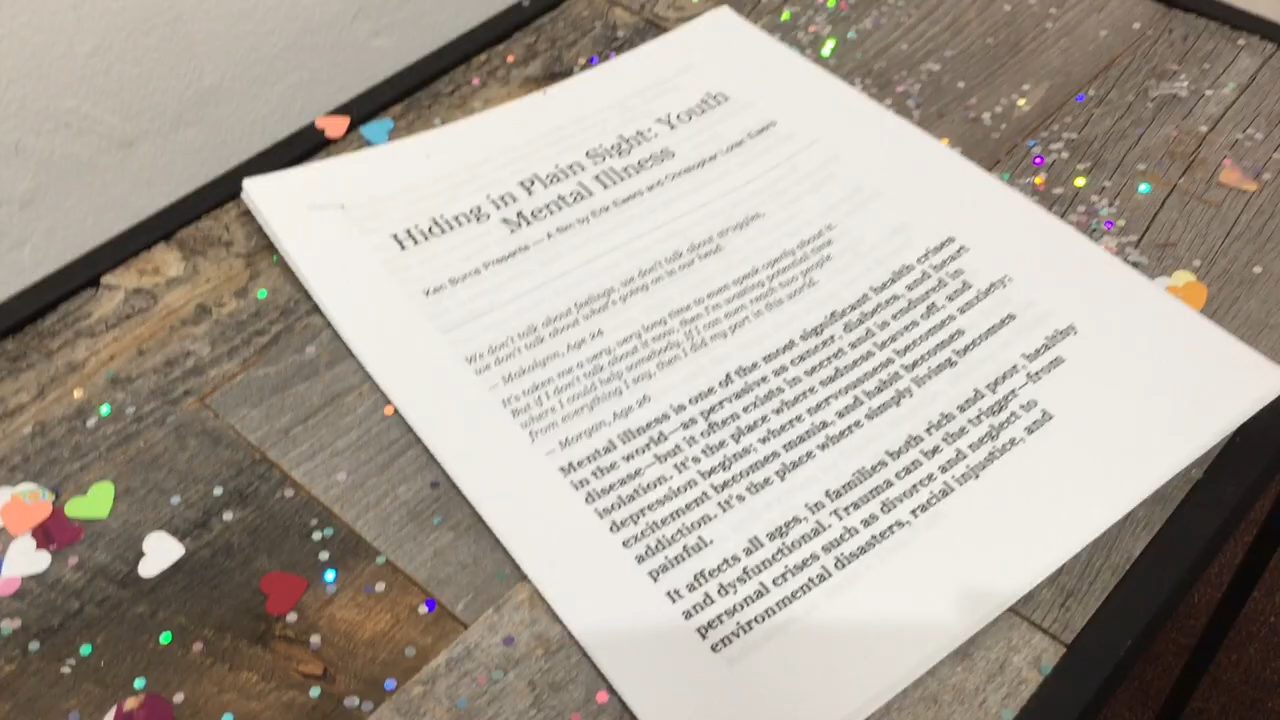 Hiding in Plain Sight: Youth
Mental Illness
Ken Burns Presents — A film by Erik Ewers and Christopher Loren Ewers
We don't talk about feelings, we don't talk about struggles,
we don't talk about what's going on in our head.
— Makalynn, Age 24
It's taken me a very, very long time to even speak openly about it.
But if I don't talk about it now, then I'm wasting potential time
where I could help somebody. If I can even reach two people
from everything I say, then I did my part in this world.
— Morgan, Age 26
Mental illness is one of the most significant health crises
in the world—as pervasive as cancer, diabetes, and heart
disease—but it often exists in secret and is endured in
isolation. It's the place where sadness leaves off, and
depression begins; where nervousness becomes anxiety;
excitement becomes mania, and habit becomes
addiction. It's the place where simply living becomes
painful.
It affects all ages, in families both rich and poor, healthy
and dysfunctional. Trauma can be the trigger—from
personal crises such as divorce and neglect to
environmental disasters, racial injustice, and